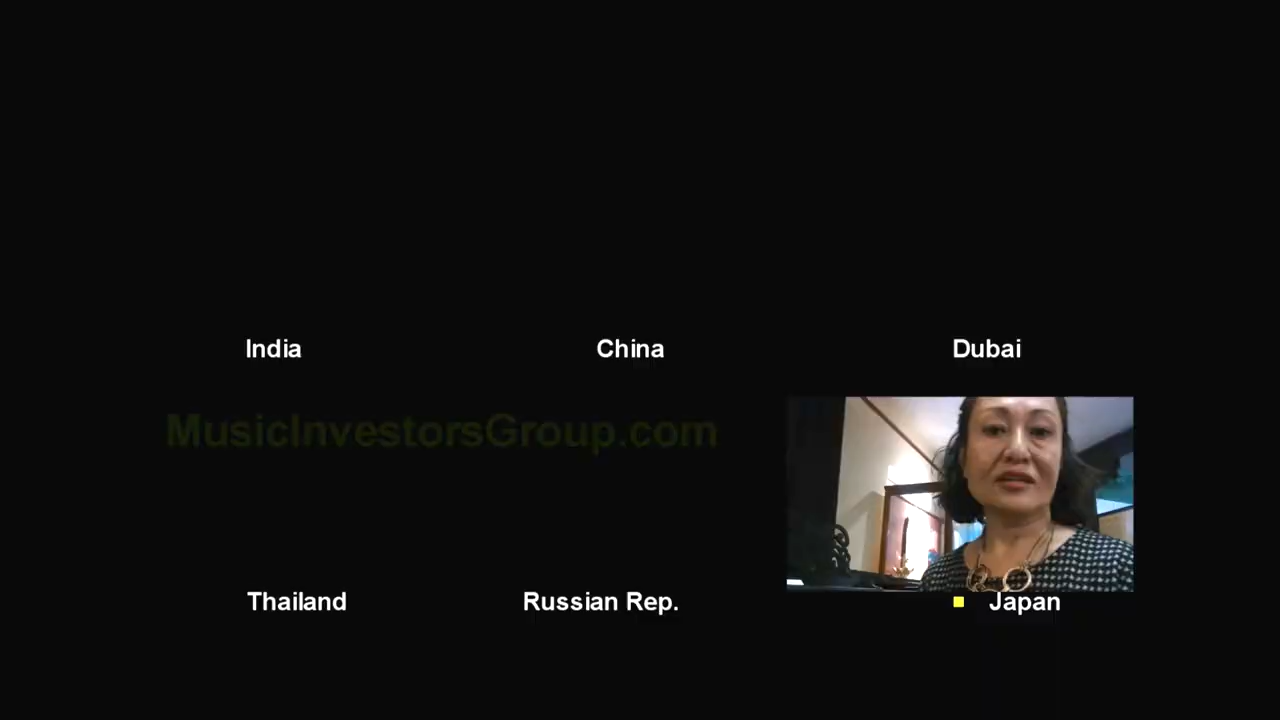 India
China
Dubai
MusicInvestorsGroup.com
Thailand
Russian Rep.
Japan